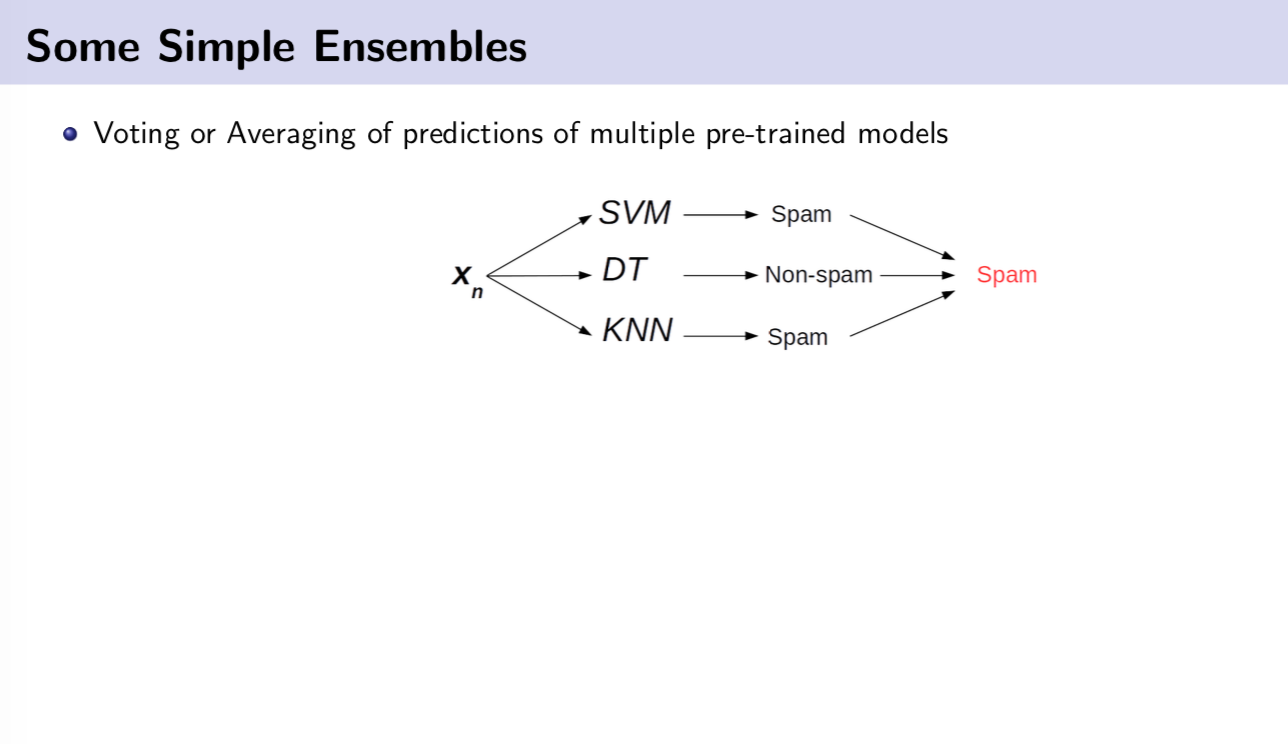 Some Simple Ensembles
Voting or Averaging of predictions of multiple pre-trained models
SVM Spam
xn DT Non-spam Spam
KNN Spam